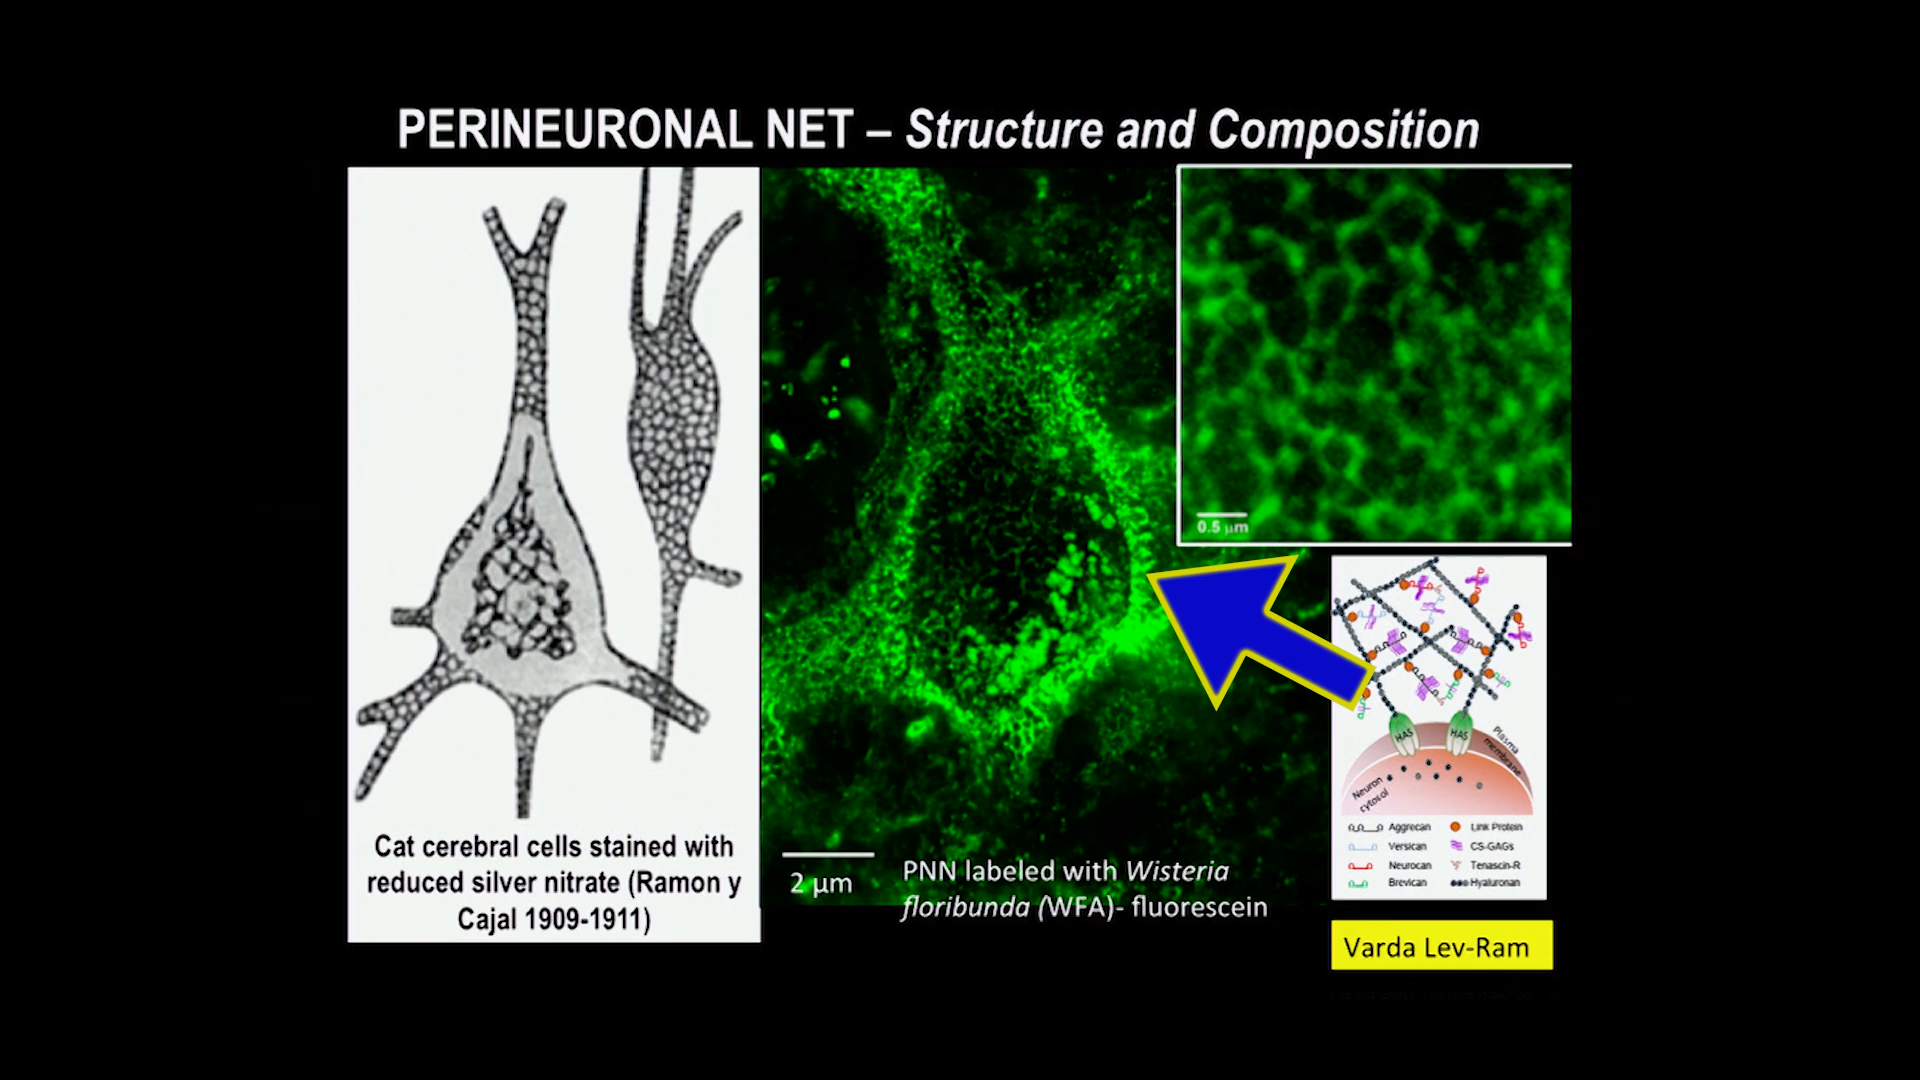 PERINEURONAL NET – Structure and Composition
Cat cerebral cells stained with
reduced silver nitrate (Ramon y
Cajal 1909-1911)
2 µm
PNN labeled with Wisteria
floribunda (WFA)- fluorescein
0.5 µm
HAS
HAS
Plasma
membrane
Neuron
cytosol
Aggrecan
Link Protein
Versican
CS-GAGs
Neurocan
Tenascin-R
Brevican
Hyaluronan
Varda Lev-Ram